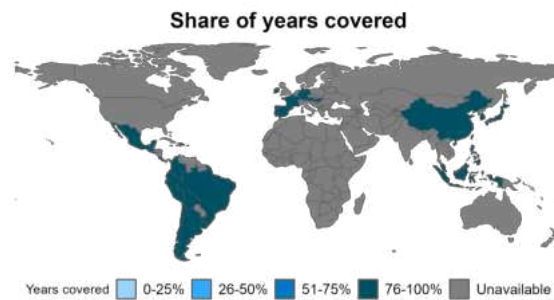 Share of years covered
Years covered 0-25% 26-50% 51-75% 76-100% Unavailable